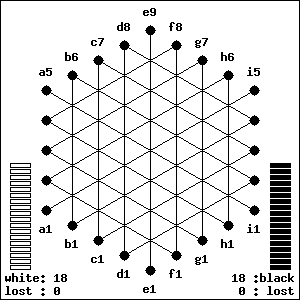 e9
d8 f8
c7 g7
b6 h6
a5 i5
a1 i1
b1 h1
c1 g1
d1 f1
e1
white: 18 18 :black
lost : 0 0 : lost